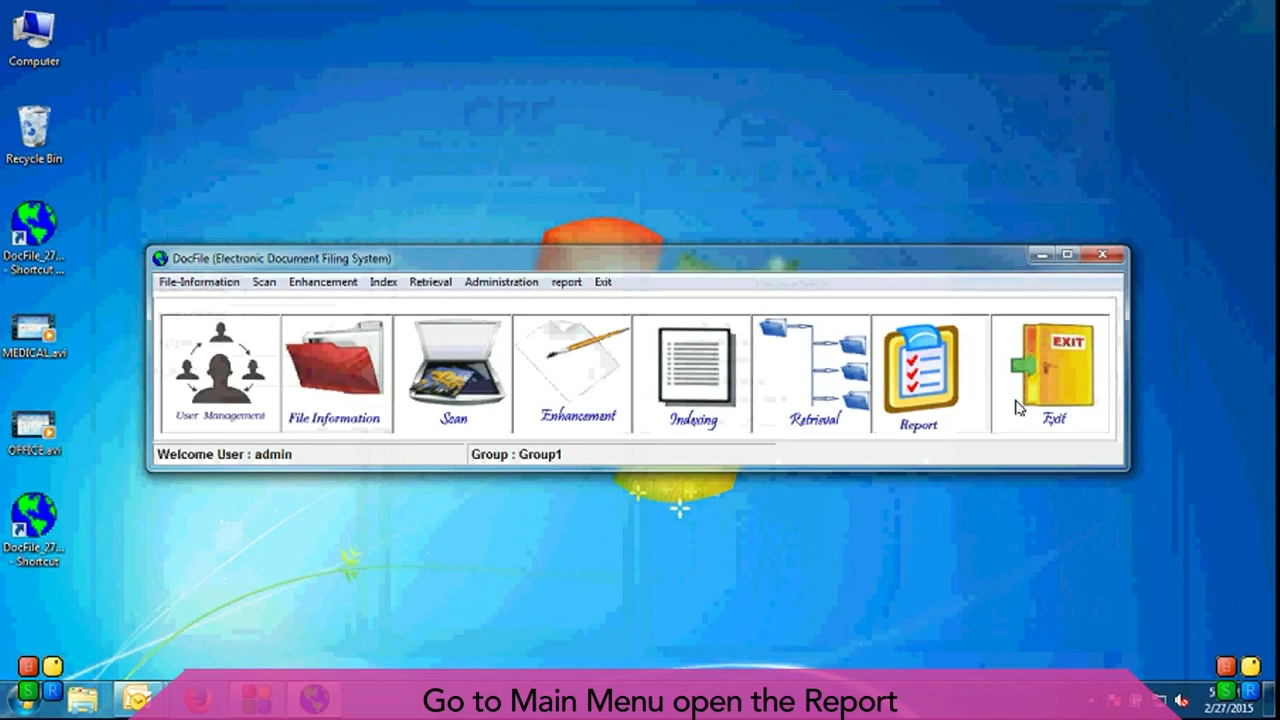 Computer
Recycle Bin
DocFile_27...
- Shortcut ...
MEDICAL.avi
OFFICE.avi
DocFile_27...
- Shortcut
DocFile (Electronic Document Filing System)
File-Information Scan Enhancement Index Retrieval Administration report Exit
EXIT
User Management File Information Scan Enhancement Indexing Retrieval Report Exit
Welcome User : admin Group : Group1
B
S R
B
S R
2/27/2015
Go to Main Menu open the Report